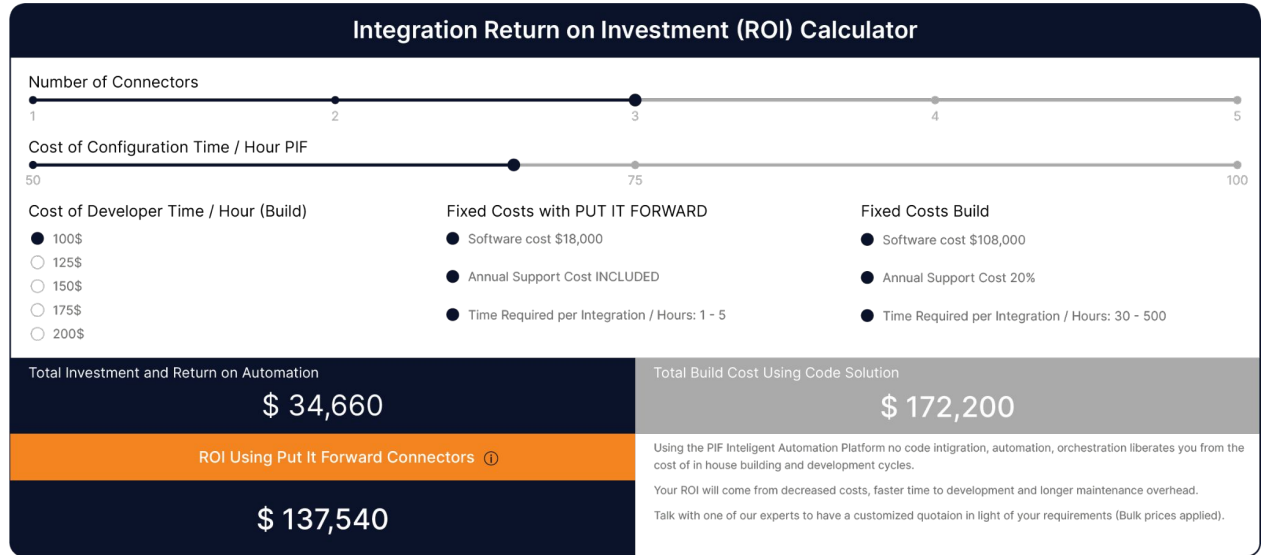 Integration Return on Investment (ROI) Calculator
Number of Connectors
1 2 3 4 5
Cost of Configuration Time / Hour PIF
50 75 100
Cost of Developer Time / Hour (Build)
100$
125$
150$
175$
200$
Fixed Costs with PUT IT FORWARD
Software cost $18,000
Annual Support Cost INCLUDED
Time Required per Integration / Hours: 1 - 5
Fixed Costs Build
Software cost $108,000
Annual Support Cost 20%
Time Required per Integration / Hours: 30 - 500
Total Investment and Return on Automation
$ 34,660
Total Build Cost Using Code Solution
$ 172,200
ROI Using Put It Forward Connectors
$ 137,540
Using the PIF Inteligent Automation Platform no code intigration, automation, orchestration liberates you from the
cost of in house building and development cycles.
Your ROI will come from decreased costs, faster time to development and longer maintenance overhead.
Talk with one of our experts to have a customized quotaion in light of your requirements (Bulk prices applied).